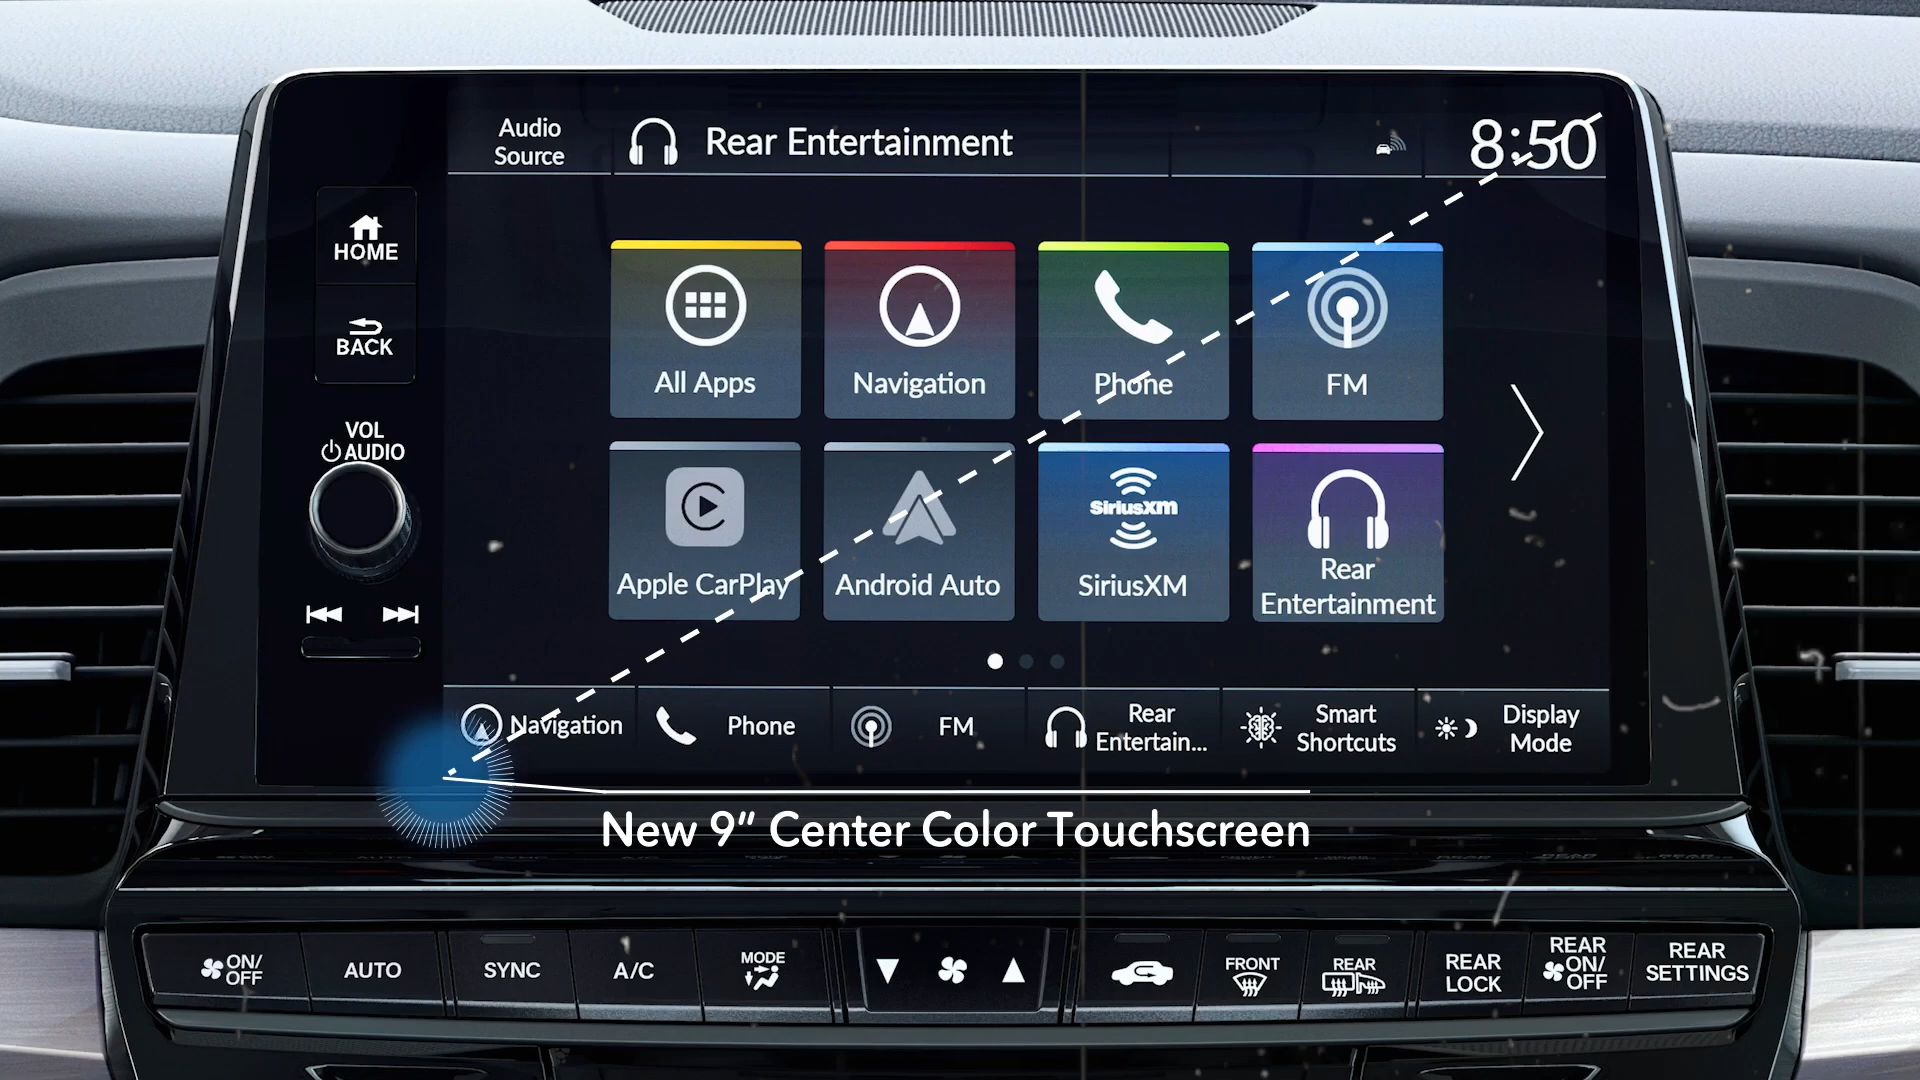 Audio
Source
Rear Entertainment
8:50
HOME
BACK
VOL
AUDIO
All Apps
Navigation
Phone
FM
Apple CarPlay
Android Auto
SiriusXM
SiriusXM
Rear
Entertainment
Navigation
Phone
FM
Rear
Entertain...
Smart
Shortcuts
Display
Mode
New 9" Center Color Touchscreen
ON/
OFF
AUTO
SYNC
A/C
MODE
FRONT
REAR
REAR
LOCK
REAR
ON/
OFF
REAR
SETTINGS